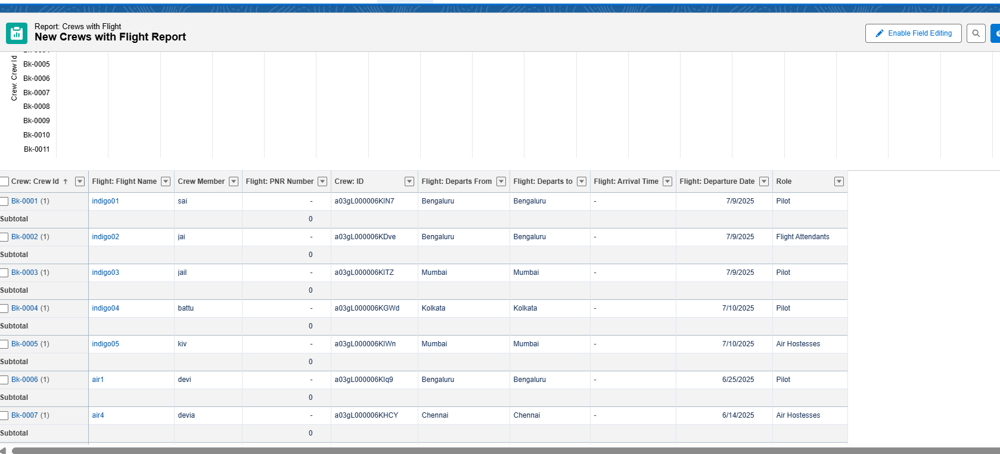 Report: Crews with Flight
New Crews with Flight Report
Enable Field Editing
Crew: Crew Id
Bk-0005
Bk-0006
Bk-0007
Bk-0008
Bk-0009
Bk-0010
Bk-0011
Crew: Crew Id ↑ Flight: Flight Name Crew Member Flight: PNR Number Crew: ID Flight: Departs From Flight: Departs to Flight: Arrival Time Flight: Departure Date Role
Bk-0001 (1) indigo01 sai - a03gL000006KIN7 Bengaluru Bengaluru - 7/9/2025 Pilot
Subtotal 0
Bk-0002 (1) indigo02 jai - a03gL000006KDve Bengaluru Bengaluru - 7/9/2025 Flight Attendants
Subtotal 0
Bk-0003 (1) indigo03 jail - a03gL000006KITZ Mumbai Mumbai - 7/9/2025 Pilot
Subtotal 0
Bk-0004 (1) indigo04 battu - a03gL000006KGWd Kolkata Kolkata - 7/10/2025 Pilot
Subtotal 0
Bk-0005 (1) indigo05 kiv - a03gL000006KIWn Mumbai Mumbai - 7/10/2025 Air Hostesses
Subtotal 0
Bk-0006 (1) air1 devi - a03gL000006KIq9 Bengaluru Bengaluru - 6/25/2025 Pilot
Subtotal 0
Bk-0007 (1) air4 devia - a03gL000006KHCY Chennai Chennai - 6/14/2025 Air Hostesses
Subtotal 0